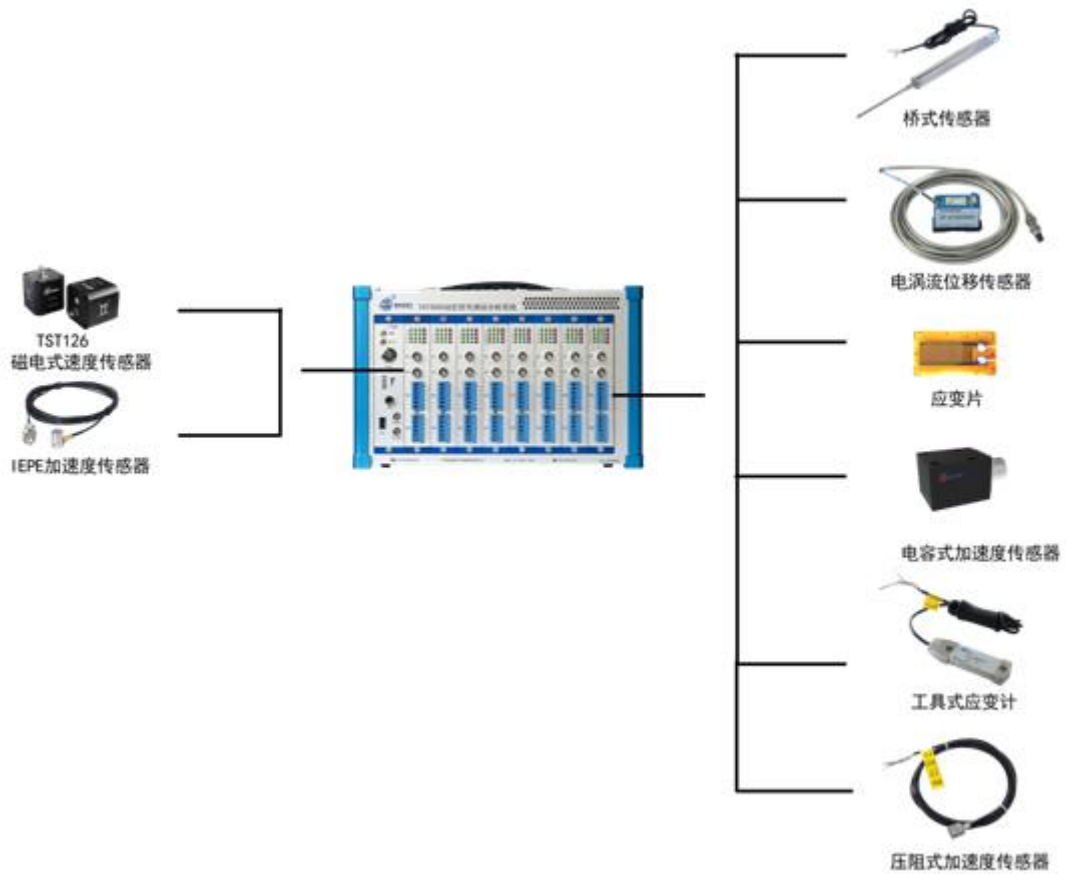 桥式传感器
电涡流位移传感器
TST126
磁电式速度传感器
应变片
IEPE加速度传感器
电容式加速度传感器
工具式应变计
压阻式加速度传感器